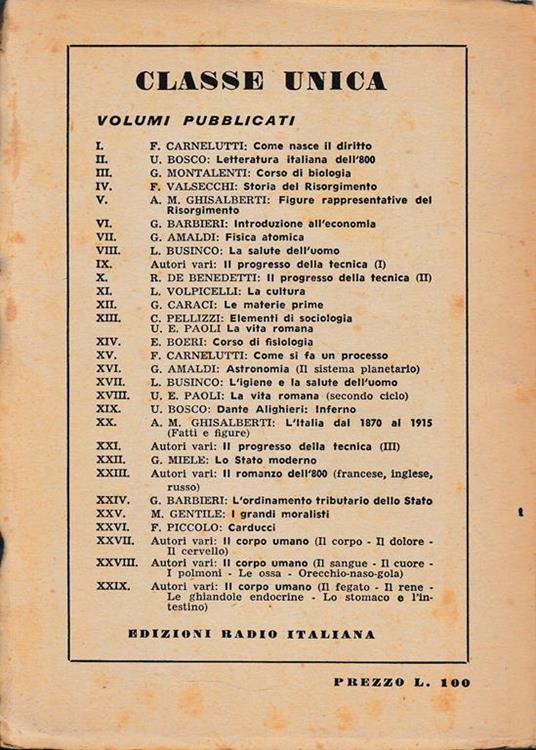 CLASSE UNICA
VOLUMI PUBBLICATI
I. F. CARNELUTTI: Come nasce il diritto
II. U. BOSCO: Letteratura italiana dell'800
III. G. MONTALENTI: Corso di biologia
IV. F. VALSECCHI: Storia del Risorgimento
V. A. M. GHISALBERTI: Figure rappresentative del
Risorgimento
VI. G. BARBIERI: Introduzione all'economia
VII. G. AMALDI: Fisica atomica
VIII. L. BUSINCO: La salute dell'uomo
IX. Autori vari: Il progresso della tecnica (I)
X. R. DE BENEDETTI: Il progresso della tecnica (II)
XI. L. VOLPICELLI: La cultura
XII. G. CARACI: Le materie prime
XIII. C. PELLIZZI: Elementi di sociologia
U. E. PAOLI La vita romana
XIV. E. BOERI: Corso di fisiologia
XV. F. CARNELUTTI: Come si fa un processo
XVI. G. AMALDI: Astronomia (Il sistema planetario)
XVII. L. BUSINCO: L'igiene e la salute dell'uomo
XVIII. U. E. PAOLI: La vita romana (secondo ciclo)
XIX. U. BOSCO: Dante Alighieri: Inferno
XX. A. M. GHISALBERTI: L'Italia dal 1870 al 1915
(Fatti e figure)
XXI. Autori vari: Il progresso della tecnica (III)
XXII. G. MIELE: Lo Stato moderno
XXIII. Autori vari: Il romanzo dell'800 (francese, inglese,
russo)
XXIV. G. BARBIERI: L'ordinamento tributario dello Stato
XXV. M. GENTILE: I grandi moralisti
XXVI. F. PICCOLO: Carducci
XXVII. Autori vari: Il corpo umano (Il corpo - Il dolore -
Il cervello)
XXVIII. Autori vari: Il corpo umano (Il sangue - Il cuore -
I polmoni - Le ossa - Orecchio-naso-gola)
XXIX. Autori vari: Il corpo umano (Il fegato - Il rene -
Le ghiandole endocrine - Lo stomaco e l'in-
testino)
EDIZIONI RADIO ITALIANA
PREZZO L. 100